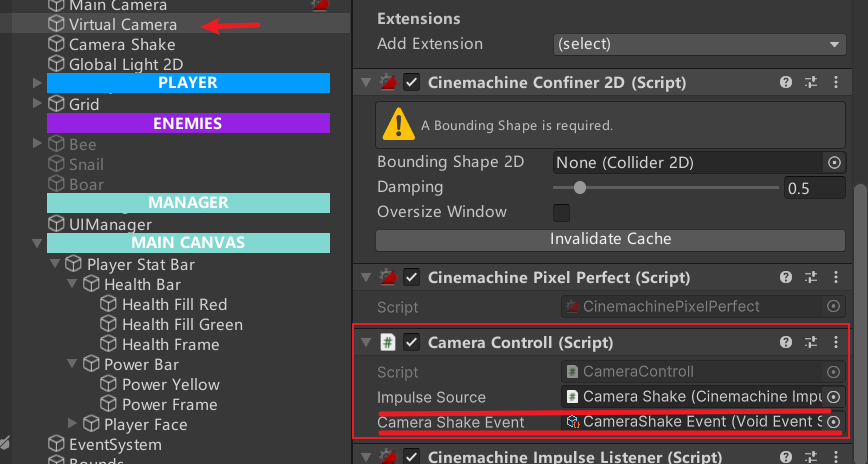 Main Camera
Virtual Camera
Camera Shake
Global Light 2D
PLAYER
Grid
ENEMIES
Bee
Snail
Boar
MANAGER
UIManager
MAIN CANVAS
Player Stat Bar
Health Bar
Health Fill Red
Health Fill Green
Health Frame
Power Bar
Power Yellow
Power Frame
Player Face
EventSystem
Bounds
Extensions
Add Extension (select)
Cinemachine Confiner 2D (Script)
A Bounding Shape is required.
Bounding Shape 2D None (Collider 2D)
Damping 0.5
Oversize Window
Invalidate Cache
Cinemachine Pixel Perfect (Script)
Script CinemachinePixelPerfect
# Camera Controll (Script)
Script # CameraControll
Impulse Source # Camera Shake (Cinemachine Impu
Camera Shake Event CameraShake Event (Void Event S
Cinemachine Impulse Listener (Script)